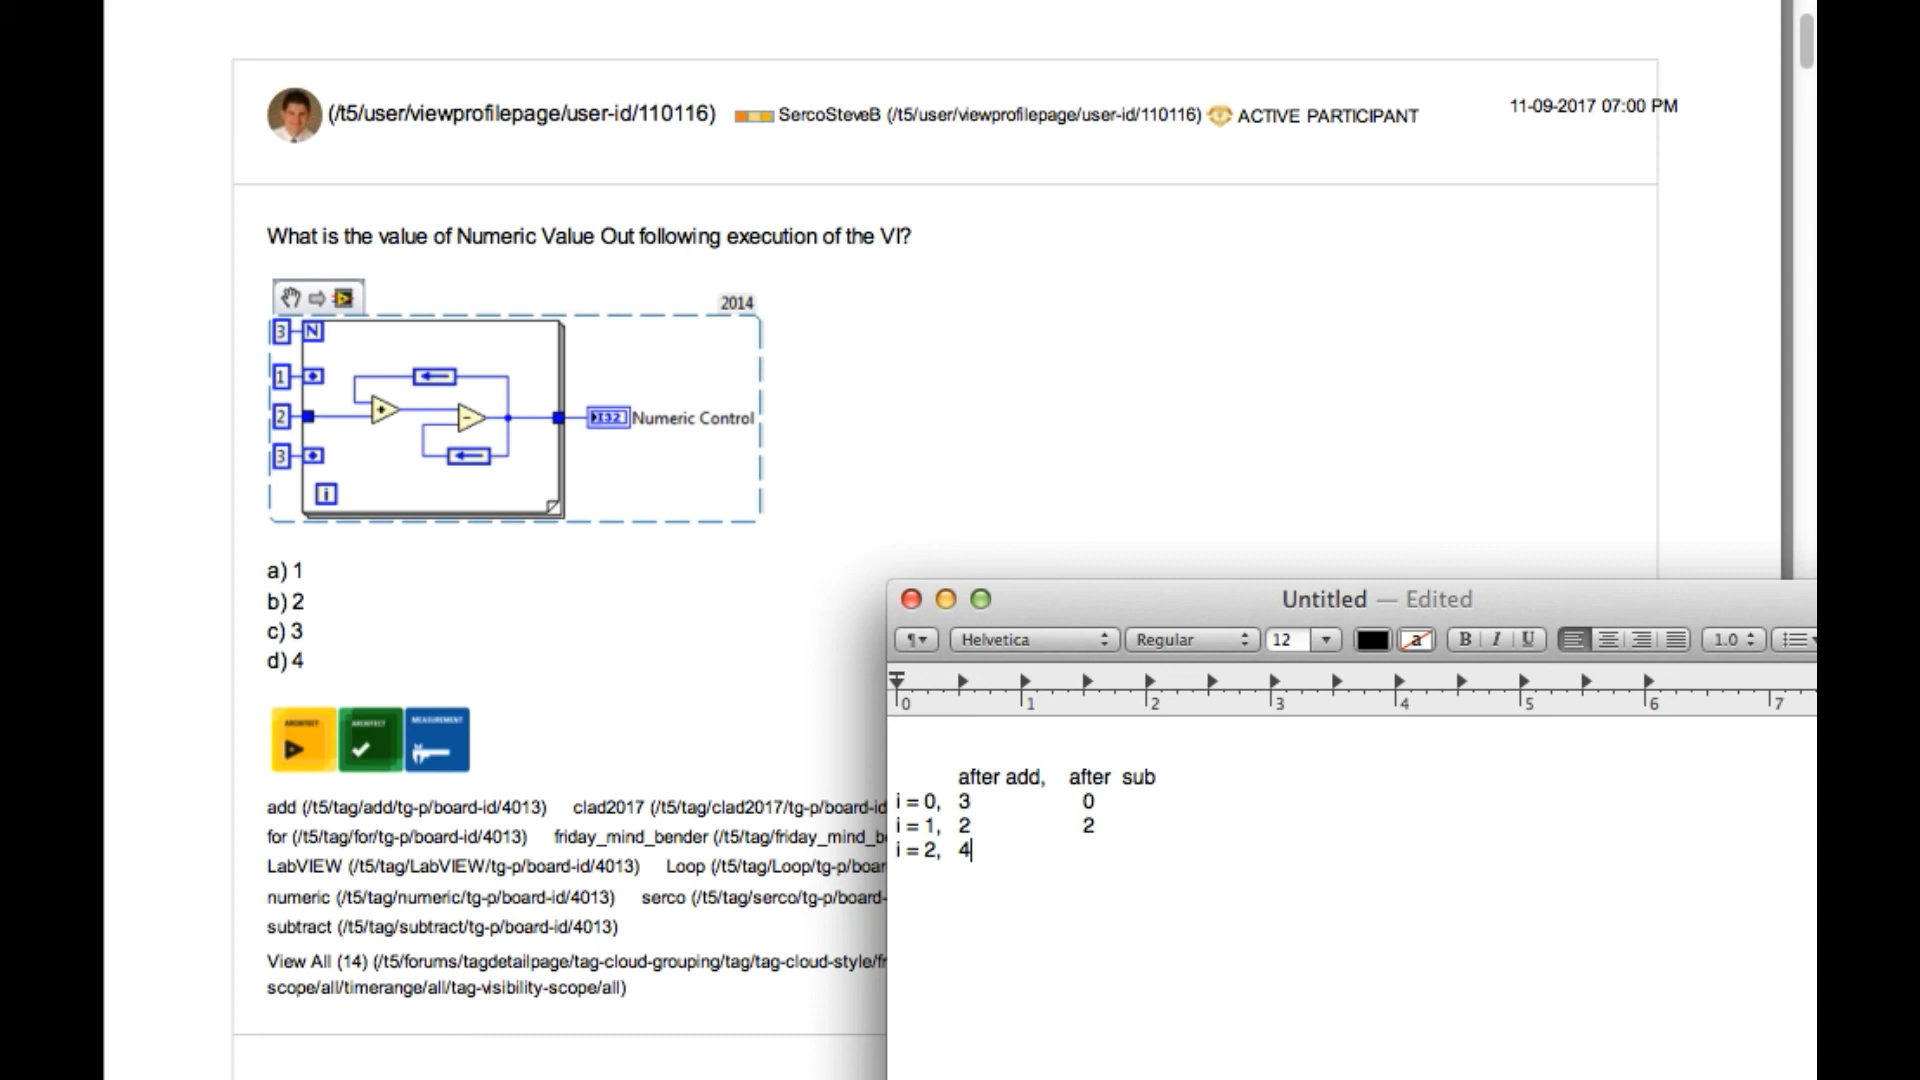 (/t5/user/viewprofilepage/user-id/110116) SercoSteveB (/t5/user/viewprofilepage/user-id/110116) ACTIVE PARTICIPANT 11-09-2017 07:00 PM
What is the value of Numeric Value Out following execution of the VI?
2014
3 N
1
2 + - I32 Numeric Control
3
i
a) 1
b) 2
c) 3
d) 4
ARCHITECT ARCHITECT MEASUREMENT
add (/t5/tag/add/tg-p/board-id/4013) clad2017 (/t5/tag/clad2017/tg-p/board-id
for (/t5/tag/for/tg-p/board-id/4013) friday_mind_bender (/t5/tag/friday_mind_be
LabVIEW (/t5/tag/LabVIEW/tg-p/board-id/4013) Loop (/t5/tag/Loop/tg-p/boar
numeric (/t5/tag/numeric/tg-p/board-id/4013) serco (/t5/tag/serco/tg-p/board-
subtract (/t5/tag/subtract/tg-p/board-id/4013)
View All (14) (/t5/forums/tagdetailpage/tag-cloud-grouping/tag/tag-cloud-style/fr
scope/all/timerange/all/tag-visibility-scope/all)
Untitled — Edited
¶ Helvetica Regular 12 a B I U 1.0
0 1 2 3 4 5 6 7
after add, after sub
i = 0, 3 0
i = 1, 2 2
i = 2, 4